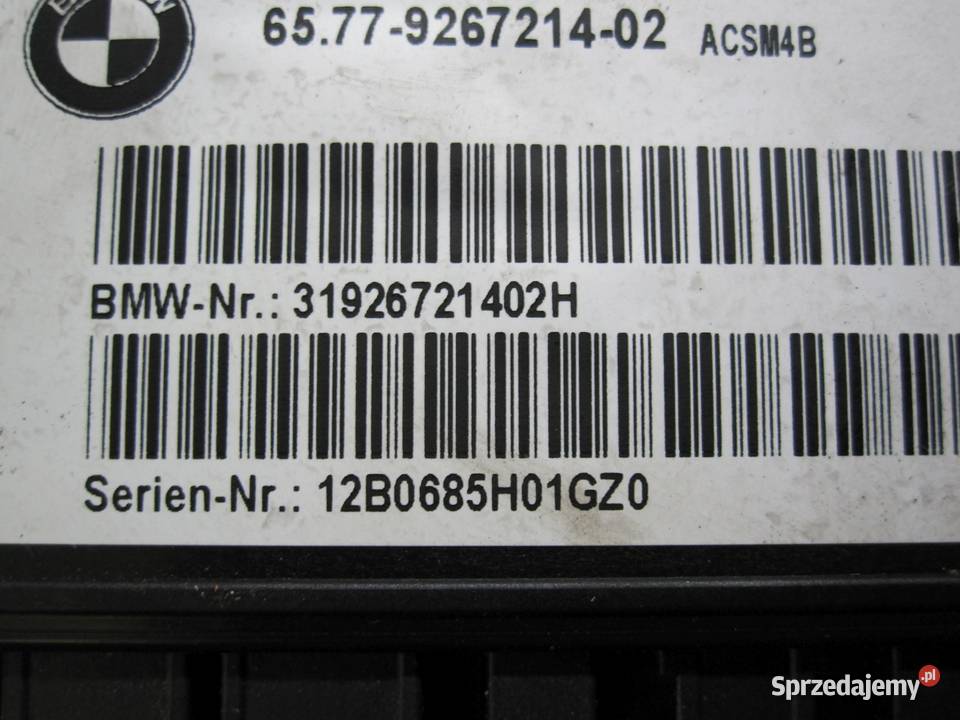 65.77-9267214-02 ACSM4B
BMW-Nr.: 31926721402H
Serien-Nr.: 12B0685H01GZ0
Sprzedajemy.pl